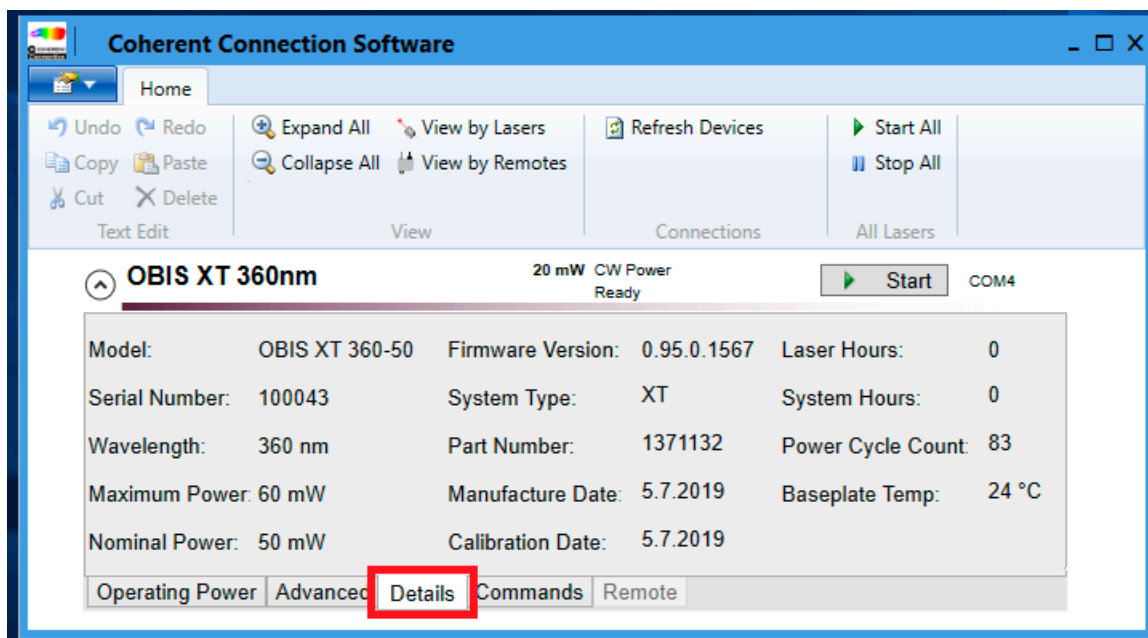 Coherent Connection Software
Home
Undo Redo Expand All View by Lasers Refresh Devices Start All
Copy Paste Collapse All View by Remotes Stop All
Cut Delete
Text Edit View Connections All Lasers
OBIS XT 360nm 20 mW CW Power Start COM4
Ready
Model: OBIS XT 360-50 Firmware Version: 0.95.0.1567 Laser Hours: 0
Serial Number: 100043 System Type: XT System Hours: 0
Wavelength: 360 nm Part Number: 1371132 Power Cycle Count: 83
Maximum Power: 60 mW Manufacture Date: 5.7.2019 Baseplate Temp: 24 °C
Nominal Power: 50 mW Calibration Date: 5.7.2019
Operating Power Advanced Details Commands Remote